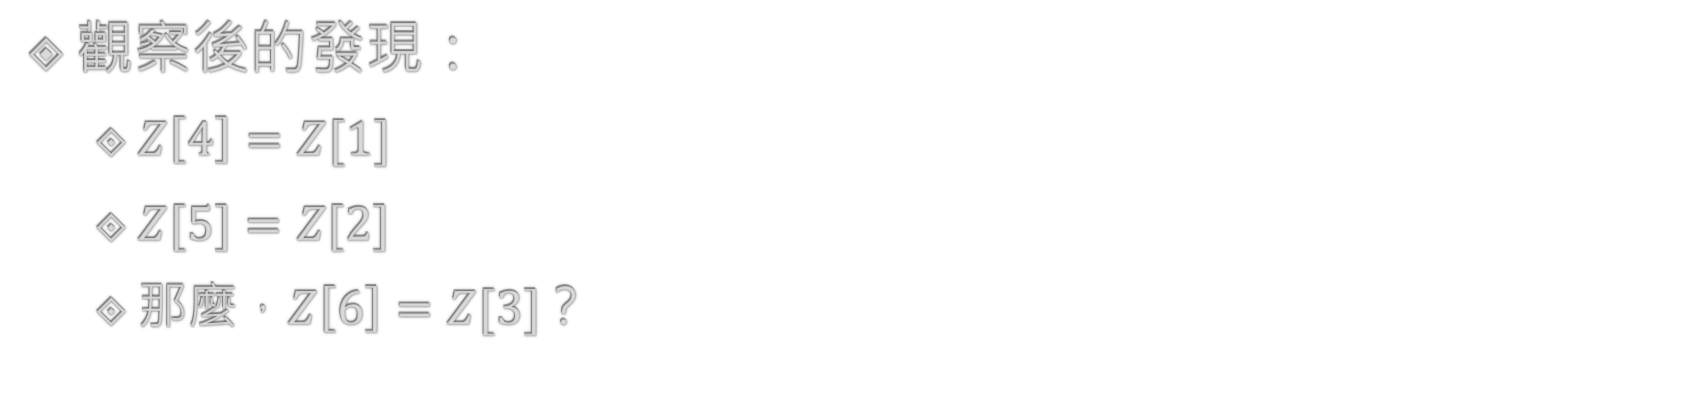 觀察後的發現：
Z[4] = Z[1]
Z[5] = Z[2]
那麼，Z[6] = Z[3]？